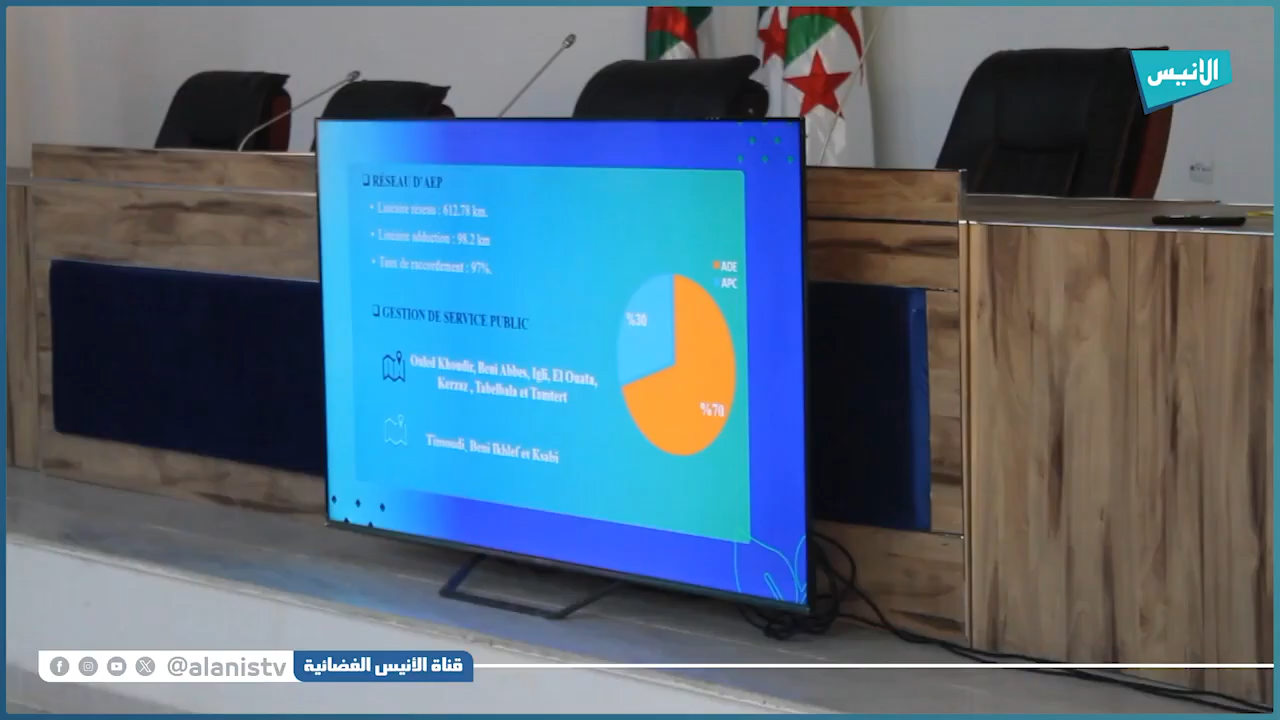 الانيس
❑ RÉSEAU D'AEP
• Linéaire réseau : 612.78 km.
• Linéaire adduction : 98.2 km
• Taux de raccordement : 97%.
ADE
APC
%30
%70
❑ GESTION DE SERVICE PUBLIC
Ouled Khoudir, Beni Abbes, Igli, El Ouata,
Kerzaz , Tabelbala et Tamtert
Timoudi, Beni Ikhlef et Ksabi
@alanistv
قناة الأنيس الفضائية